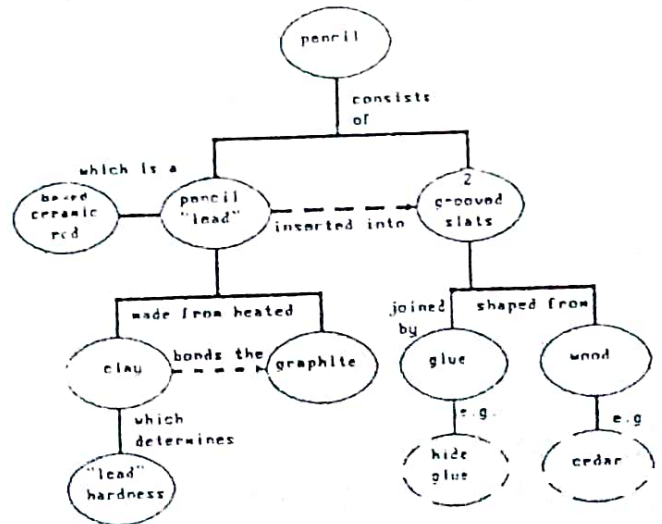 pencil
consists
of
which is a
baked
ceramic
rod
pencil
"lead"
inserted into
2
grooved
slats
made from heated
joined
by
shaped from
clay
bonds the
graphite
glue
wood
which
determines
e.g.
e.g
"lead"
hardness
hide
glue
cedar